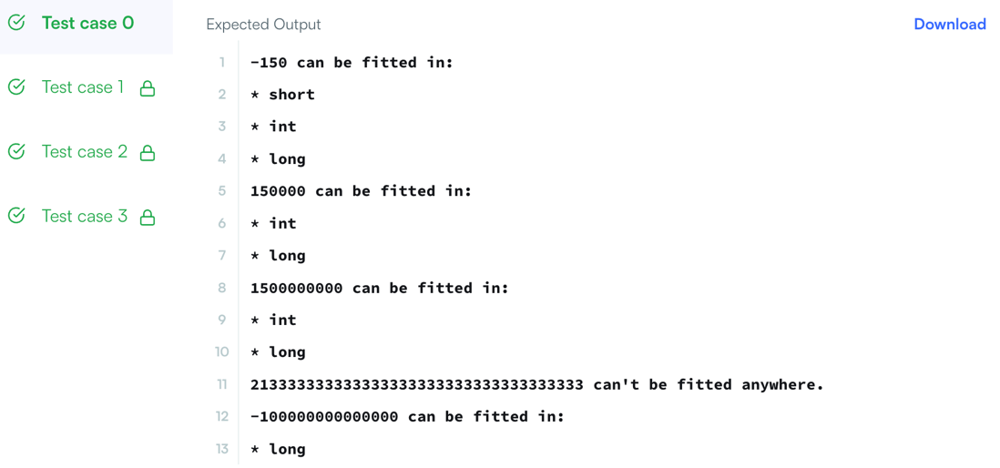 Test case 0
Test case 1
Test case 2
Test case 3
Expected Output
Download
1 -150 can be fitted in:
2 * short
3 * int
4 * long
5 150000 can be fitted in:
6 * int
7 * long
8 1500000000 can be fitted in:
9 * int
10 * long
11 213333333333333333333333333333333333 can't be fitted anywhere.
12 -100000000000000 can be fitted in:
13 * long